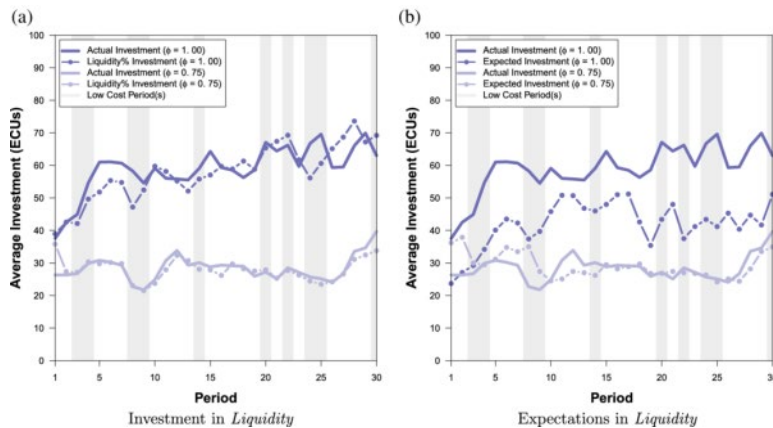 (a)
Actual Investment (ϕ = 1. 00)
Liquidity% Investment (ϕ = 1. 00)
Actual Investment (ϕ = 0. 75)
Liquidity% Investment (ϕ = 0. 75)
Low Cost Period(s)
Average Investment (ECUs)
100
90
80
70
60
50
40
30
20
10
0
1 5 10 15 20 25 30
Period
Investment in Liquidity
(b)
Actual Investment (ϕ = 1. 00)
Expected Investment (ϕ = 1. 00)
Actual Investment (ϕ = 0. 75)
Expected Investment (ϕ = 0. 75)
Low Cost Period(s)
Average Investment (ECUs)
100
90
80
70
60
50
40
30
20
10
0
1 5 10 15 20 25 30
Period
Expectations in Liquidity